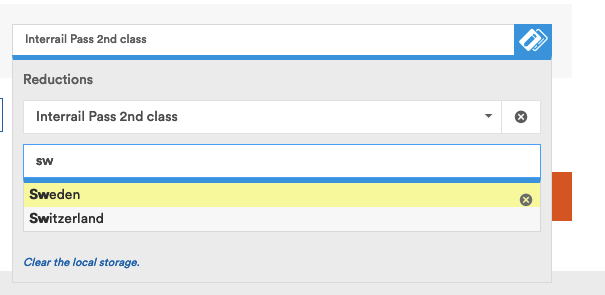 Interrail Pass 2nd class
Reductions
Interrail Pass 2nd class
sw
Sweden
Switzerland
Clear the local storage.